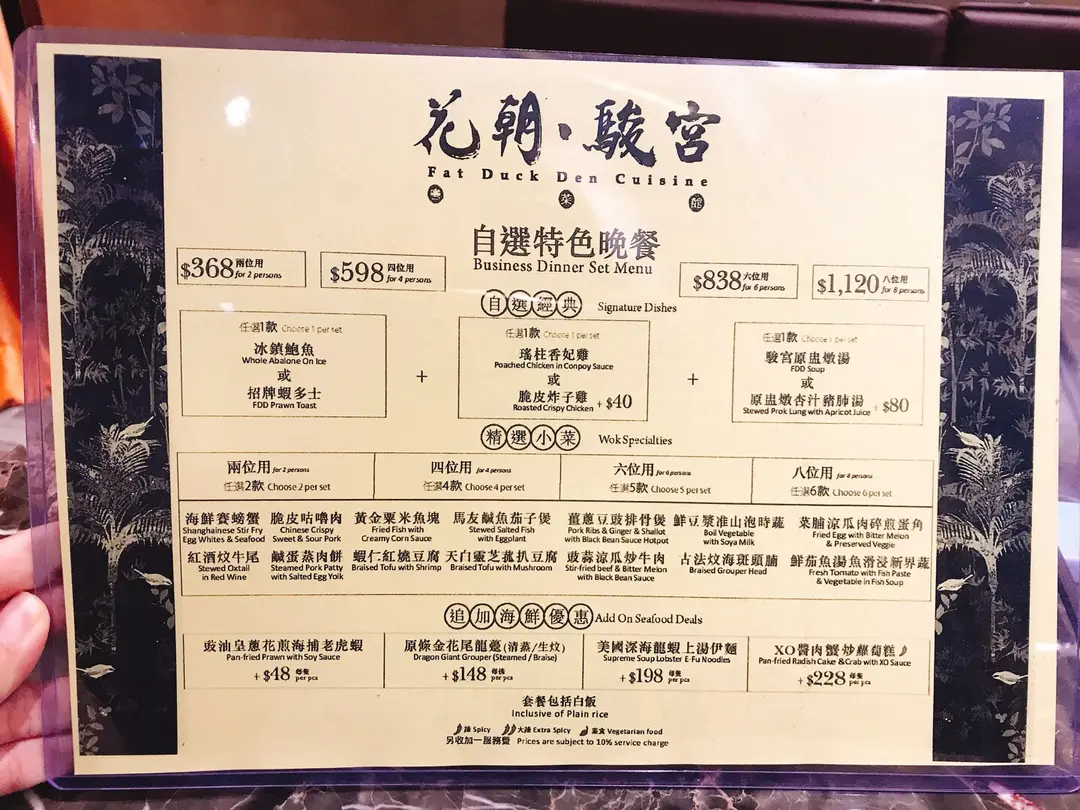 花朝·駿宮
Fat Duck Den Cuisine
粵 菜 館
自選特色晚餐
Business Dinner Set Menu
$368 兩位用 for 2 persons
$598 四位用 for 4 persons
$838 六位用 for 6 persons
$1,120 八位用 for 8 persons
自選經典 Signature Dishes
任選1款 Choose 1 per set
冰鎮鮑魚
Whole Abalone On Ice
或
招牌蝦多士
FDD Prawn Toast
+
任選1款 Choose 1 per set
瑤柱香妃雞
Poached Chicken in Conpoy Sauce
或
脆皮炸子雞
Roasted Crispy Chicken + $40
+
任選1款 Choose 1 per set
駿宮原盅燉湯
FDD Soup
或
原盅燉杏汁豬肺湯
Stewed Prok Lung with Apricot Juice + $80
精選小菜 Wok Specialties
兩位用 for 2 persons
任選2款 Choose 2 per set
四位用 for 4 persons
任選4款 Choose 4 per set
六位用 for 6 persons
任選5款 Choose 5 per set
八位用 for 8 persons
任選6款 Choose 6 per set
海鮮賽螃蟹
Shanghainese Stir Fry
Egg Whites & Seafood
脆皮咕嚕肉
Chinese Crispy
Sweet & Sour Pork
黃金粟米魚塊
Fried Fish with
Creamy Corn Sauce
馬友鹹魚茄子煲
Stewed Salted Fish
with Eggplant
薑蔥豆豉排骨煲
Pork Ribs & Ginger & Shallot
with Black Bean Sauce Hotpot
鮮豆漿淮山泡時蔬
Boil Vegetable
with Soya Milk
菜脯涼瓜肉碎煎蛋角
Fried Egg with Bitter Melon
& Preserved Veggie
紅酒炆牛尾
Stewed Oxtail
in Red Wine
鹹蛋蒸肉餅
Steamed Pork Patty
with Salted Egg Yolk
蝦仁紅燒豆腐
Braised Tofu with Shrimp
天白靈芝菰扒豆腐
Braised Tofu with Mushroom
豉蒜涼瓜炒牛肉
Stir-fried beef & Bitter Melon
with Black Bean Sauce
古法炆海斑頭腩
Braised Grouper Head
鮮茄魚湯魚滑浸新界蔬
Fresh Tomato with Fish Paste
& Vegetable in Fish Soup
追加海鮮優惠 Add On Seafood Deals
豉油皇蔥花煎海捕老虎蝦
Pan-fried Prawn with Soy Sauce
+ $48 每隻 per pcs
原條金花尾龍躉(清蒸/生炆)
Dragon Giant Grouper (Steamed / Braise)
+ $148 每條 per pcs
美國深海龍蝦上湯伊麵
Supreme Soup Lobster E-Fu Noodles
+ $198 每隻 per pcs
XO醬肉蟹炒蘿蔔糕
Pan-fried Radish Cake & Crab with XO Sauce
+ $228 每隻 per pcs
套餐包括白飯
Inclusive of Plain rice
辣 Spicy 大辣 Extra Spicy 素食 Vegetarian food
另收加一服務費 Prices are subject to 10% service charge